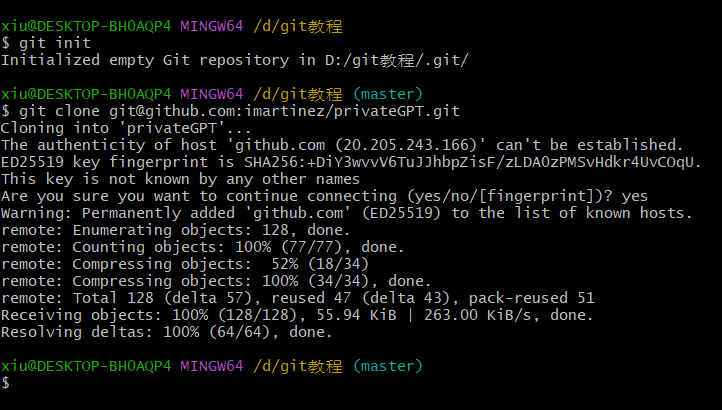 xiu@DESKTOP-BH0AQP4 MINGW64 /d/git教程
$ git init
Initialized empty Git repository in D:/git教程/.git/
xiu@DESKTOP-BH0AQP4 MINGW64 /d/git教程 (master)
$ git clone git@github.com:imartinez/privateGPT.git
Cloning into 'privateGPT'...
The authenticity of host 'github.com (20.205.243.166)' can't be established.
ED25519 key fingerprint is SHA256:+DiY3wvvV6TuJJhbpZisF/zLDA0zPMSvHdkr4UvCOqU.
This key is not known by any other names
Are you sure you want to continue connecting (yes/no/[fingerprint])? yes
Warning: Permanently added 'github.com' (ED25519) to the list of known hosts.
remote: Enumerating objects: 128, done.
remote: Counting objects: 100% (77/77), done.
remote: Compressing objects:  52% (18/34)
remote: Compressing objects: 100% (34/34), done.
remote: Total 128 (delta 57), reused 47 (delta 43), pack-reused 51
Receiving objects: 100% (128/128), 55.94 KiB | 263.00 KiB/s, done.
Resolving deltas: 100% (64/64), done.
xiu@DESKTOP-BH0AQP4 MINGW64 /d/git教程 (master)
$